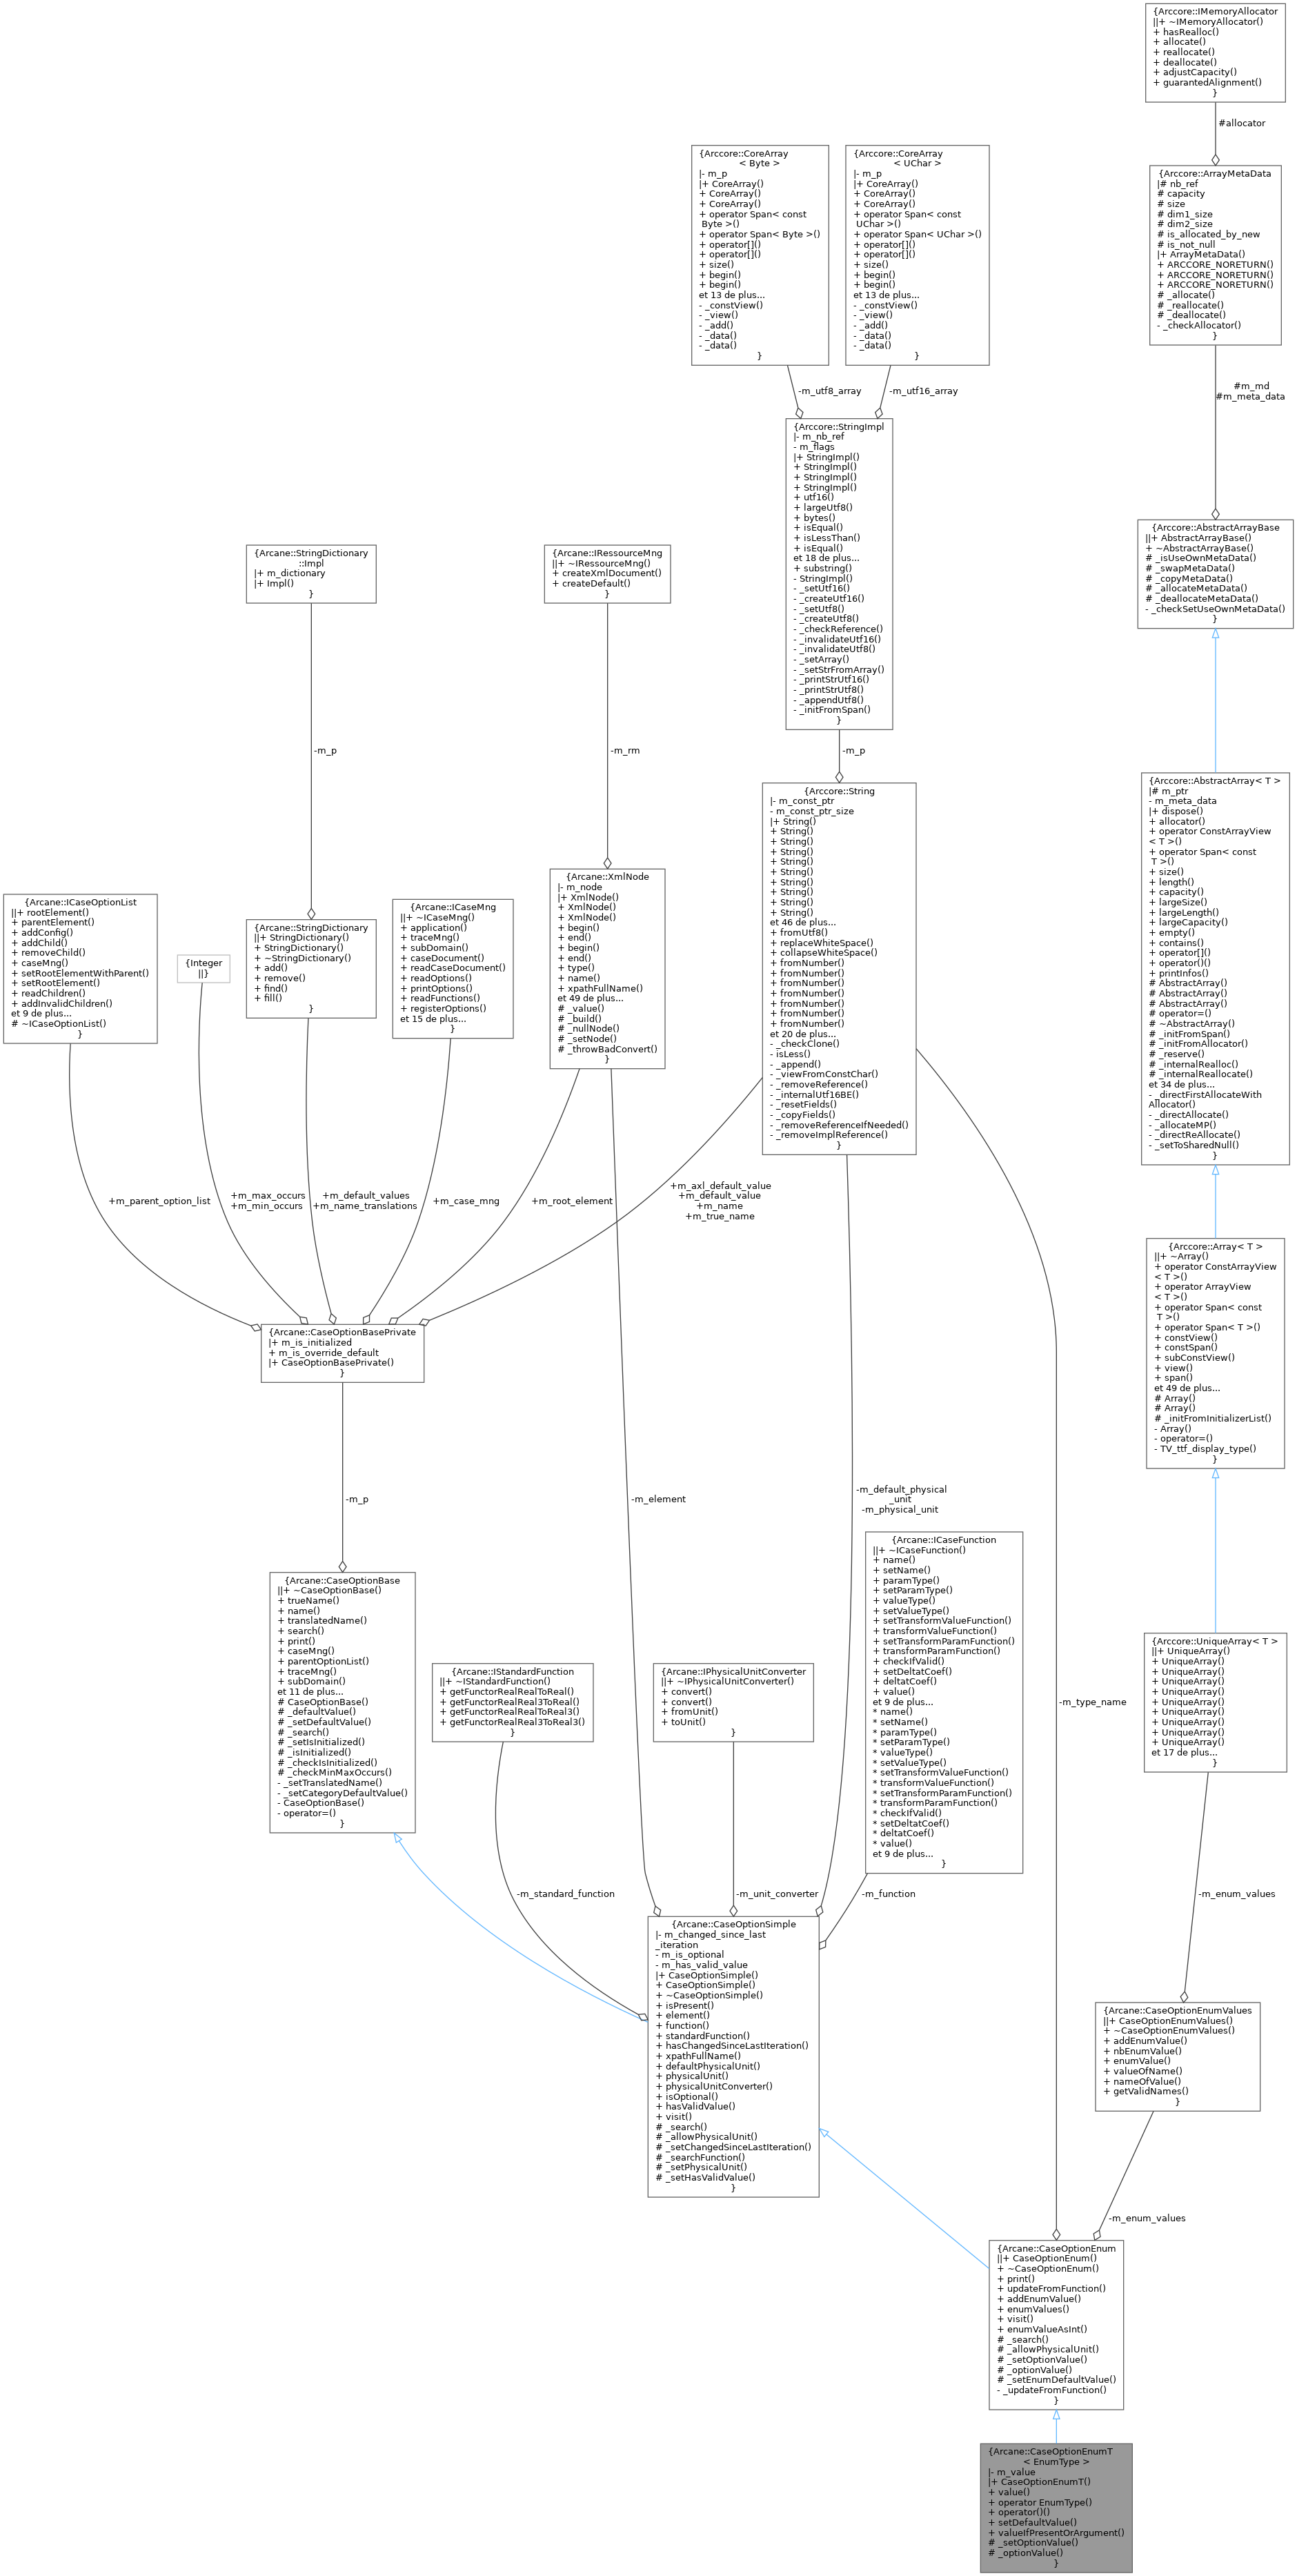 {Arccore::IMemoryAllocator
||+ ~IMemoryAllocator()
+ hasRealloc()
+ allocate()
+ reallocate()
+ deallocate()
+ adjustCapacity()
+ guarantedAlignment()
}
#allocator
{Arccore::CoreArray
< Byte >
|- m_p
|+ CoreArray()
+ CoreArray()
+ CoreArray()
+ operator Span< const
Byte >()
+ operator Span< Byte >()
+ operator[]()
+ operator[]()
+ size()
+ begin()
+ begin()
et 13 de plus...
- _constView()
- _view()
- _add()
- _data()
- _data()
}
{Arccore::CoreArray
< UChar >
|- m_p
|+ CoreArray()
+ CoreArray()
+ CoreArray()
+ operator Span< const
UChar >()
+ operator Span< UChar >()
+ operator[]()
+ operator[]()
+ size()
+ begin()
+ begin()
et 13 de plus...
- _constView()
- _view()
- _add()
- _data()
- _data()
}
{Arccore::ArrayMetaData
|# nb_ref
# capacity
# size
# dim1_size
# dim2_size
# is_allocated_by_new
# is_not_null
|+ ArrayMetaData()
+ ARCCORE_NORETURN()
+ ARCCORE_NORETURN()
# _allocate()
# _reallocate()
# _deallocate()
- _checkAllocator()
}
-m_utf8_array
-m_utf16_array
#m_md
#m_meta_data
{Arccore::StringImpl
|- m_nb_ref
- m_flags
|+ StringImpl()
+ StringImpl()
+ StringImpl()
+ StringImpl()
+ utf16()
+ largeUtf8()
+ bytes()
+ isEqual()
+ isLessThan()
+ isEqual()
et 18 de plus...
+ substring()
- StringImpl()
- _setUtf16()
- _createUtf16()
- _setUtf8()
- _createUtf8()
- _checkReference()
- _invalidateUtf16()
- _invalidateUtf8()
- _setArray()
- _setStrFromArray()
- _printStrUtf16()
- _printStrUtf8()
- _appendUtf8()
- _initFromSpan()
}
{Arccore::AbstractArrayBase
||+ AbstractArrayBase()
+ ~AbstractArrayBase()
# _isUseOwnMetaData()
# _swapMetaData()
# _copyMetaData()
# _allocateMetaData()
# _deallocateMetaData()
- _checkSetUseOwnMetaData()
}
{Arcane::StringDictionary
::Impl
|+ m_dictionary
|+ Impl()
}
{Arcane::IRessourceMng
||+ ~IRessourceMng()
+ createXmlDocument()
+ createDefault()
}
-m_p
-m_rm
-m_p
{Arccore::String
|- m_const_ptr
- m_const_ptr_size
|+ String()
+ String()
+ String()
+ String()
+ String()
+ String()
+ String()
+ String()
+ String()
+ String()
et 46 de plus...
+ fromUtf8()
+ replaceWhiteSpace()
+ collapseWhiteSpace()
+ fromNumber()
+ fromNumber()
+ fromNumber()
+ fromNumber()
+ fromNumber()
+ fromNumber()
+ fromNumber()
et 20 de plus...
- _checkClone()
- isLess()
- _append()
- _viewFromConstChar()
- _removeReference()
- _internalUtf16BE()
- _resetFields()
- _copyFields()
- _removeReferenceIfNeeded()
- _removeImplReference()
}
{Arccore::AbstractArray< T >
|# m_ptr
- m_meta_data
|+ dispose()
+ allocator()
+ operator ConstArrayView
< T >()
+ operator Span< const
T >()
+ size()
+ length()
+ capacity()
+ largeSize()
+ largeLength()
+ largeCapacity()
+ empty()
+ contains()
+ operator[]()
+ operator()()
+ printInfos()
# AbstractArray()
# AbstractArray()
# AbstractArray()
# operator=()
# ~AbstractArray()
# _initFromSpan()
# _initFromAllocator()
# _reserve()
# _internalRealloc()
# _internalReallocate()
et 34 de plus...
- _directFirstAllocateWith
Allocator()
- _directAllocate()
- _allocateMP()
- _directReAllocate()
- _setToSharedNull()
}
{Arcane::ICaseOptionList
||+ rootElement()
+ parentElement()
+ addConfig()
+ addChild()
+ removeChild()
+ caseMng()
+ setRootElementWithParent()
+ setRootElement()
+ readChildren()
+ addInvalidChildren()
et 9 de plus...
# ~ICaseOptionList()
}
{Integer
||}
{Arcane::StringDictionary
||+ StringDictionary()
+ StringDictionary()
+ ~StringDictionary()
+ add()
+ remove()
+ find()
+ fill()
}
{Arcane::ICaseMng
||+ ~ICaseMng()
+ application()
+ traceMng()
+ subDomain()
+ caseDocument()
+ readCaseDocument()
+ readOptions()
+ printOptions()
+ readFunctions()
+ registerOptions()
et 15 de plus...
}
{Arcane::XmlNode
|- m_node
|+ XmlNode()
+ XmlNode()
+ XmlNode()
+ begin()
+ end()
+ begin()
+ end()
+ type()
+ name()
+ xpathFullName()
et 49 de plus...
# _value()
# _build()
# _nullNode()
# _setNode()
# _throwBadConvert()
}
+m_parent_option_list
+m_max_occurs
+m_min_occurs
+m_default_values
+m_name_translations
+m_case_mng
+m_root_element
+m_axl_default_value
+m_default_value
+m_name
+m_true_name
{Arccore::Array< T >
||+ ~Array()
+ operator ConstArrayView
< T >()
+ operator ArrayView
< T >()
+ operator Span< const
T >()
+ operator Span< T >()
+ constView()
+ constSpan()
+ subConstView()
+ view()
+ span()
et 49 de plus...
# Array()
# Array()
# _initFromInitializerList()
- Array()
- operator=()
- TV_ttf_display_type()
}
{Arcane::CaseOptionBasePrivate
|+ m_is_initialized
+ m_is_override_default
|+ CaseOptionBasePrivate()
}
-m_p
-m_element
-m_default_physical
_unit
-m_physical_unit
{Arcane::CaseOptionBase
||+ ~CaseOptionBase()
+ trueName()
+ name()
+ translatedName()
+ search()
+ print()
+ caseMng()
+ parentOptionList()
+ traceMng()
+ subDomain()
et 11 de plus...
# CaseOptionBase()
# _defaultValue()
# _setDefaultValue()
# _search()
# _setIsInitialized()
# _isInitialized()
# _checkIsInitialized()
# _checkMinMaxOccurs()
- _setTranslatedName()
- _setCategoryDefaultValue()
- CaseOptionBase()
- operator=()
}
{Arcane::IStandardFunction
||+ ~IStandardFunction()
+ getFunctorRealRealToReal()
+ getFunctorRealReal3ToReal()
+ getFunctorRealRealToReal3()
+ getFunctorRealReal3ToReal3()
}
{Arcane::IPhysicalUnitConverter
||+ ~IPhysicalUnitConverter()
+ convert()
+ convert()
+ fromUnit()
+ toUnit()
}
{Arcane::ICaseFunction
||+ ~ICaseFunction()
+ name()
+ setName()
+ paramType()
+ setParamType()
+ valueType()
+ setValueType()
+ setTransformValueFunction()
+ transformValueFunction()
+ setTransformParamFunction()
+ transformParamFunction()
+ checkIfValid()
+ setDeltatCoef()
+ deltatCoef()
+ value()
et 9 de plus...
* name()
* setName()
* paramType()
* setParamType()
* valueType()
* setValueType()
* setTransformValueFunction()
* transformValueFunction()
* setTransformParamFunction()
* transformParamFunction()
* checkIfValid()
* setDeltatCoef()
* deltatCoef()
* value()
et 9 de plus...
}
-m_type_name
{Arccore::UniqueArray< T >
||+ UniqueArray()
+ UniqueArray()
+ UniqueArray()
+ UniqueArray()
+ UniqueArray()
+ UniqueArray()
+ UniqueArray()
+ UniqueArray()
+ UniqueArray()
+ UniqueArray()
et 17 de plus...
}
-m_standard_function
-m_unit_converter
-m_function
-m_enum_values
{Arcane::CaseOptionSimple
|- m_changed_since_last
_iteration
- m_is_optional
- m_has_valid_value
|+ CaseOptionSimple()
+ CaseOptionSimple()
+ ~CaseOptionSimple()
+ isPresent()
+ element()
+ function()
+ standardFunction()
+ hasChangedSinceLastIteration()
+ xpathFullName()
+ defaultPhysicalUnit()
+ physicalUnit()
+ physicalUnitConverter()
+ isOptional()
+ hasValidValue()
+ visit()
# _search()
# _allowPhysicalUnit()
# _setChangedSinceLastIteration()
# _searchFunction()
# _setPhysicalUnit()
# _setHasValidValue()
}
{Arcane::CaseOptionEnumValues
||+ CaseOptionEnumValues()
+ ~CaseOptionEnumValues()
+ addEnumValue()
+ nbEnumValue()
+ enumValue()
+ valueOfName()
+ nameOfValue()
+ getValidNames()
}
-m_enum_values
{Arcane::CaseOptionEnum
||+ CaseOptionEnum()
+ ~CaseOptionEnum()
+ print()
+ updateFromFunction()
+ addEnumValue()
+ enumValues()
+ visit()
+ enumValueAsInt()
# _search()
# _allowPhysicalUnit()
# _setOptionValue()
# _optionValue()
# _setEnumDefaultValue()
- _updateFromFunction()
}
{Arcane::CaseOptionEnumT
< EnumType >
|- m_value
|+ CaseOptionEnumT()
+ value()
+ operator EnumType()
+ operator()()
+ setDefaultValue()
+ valueIfPresentOrArgument()
# _setOptionValue()
# _optionValue()
}